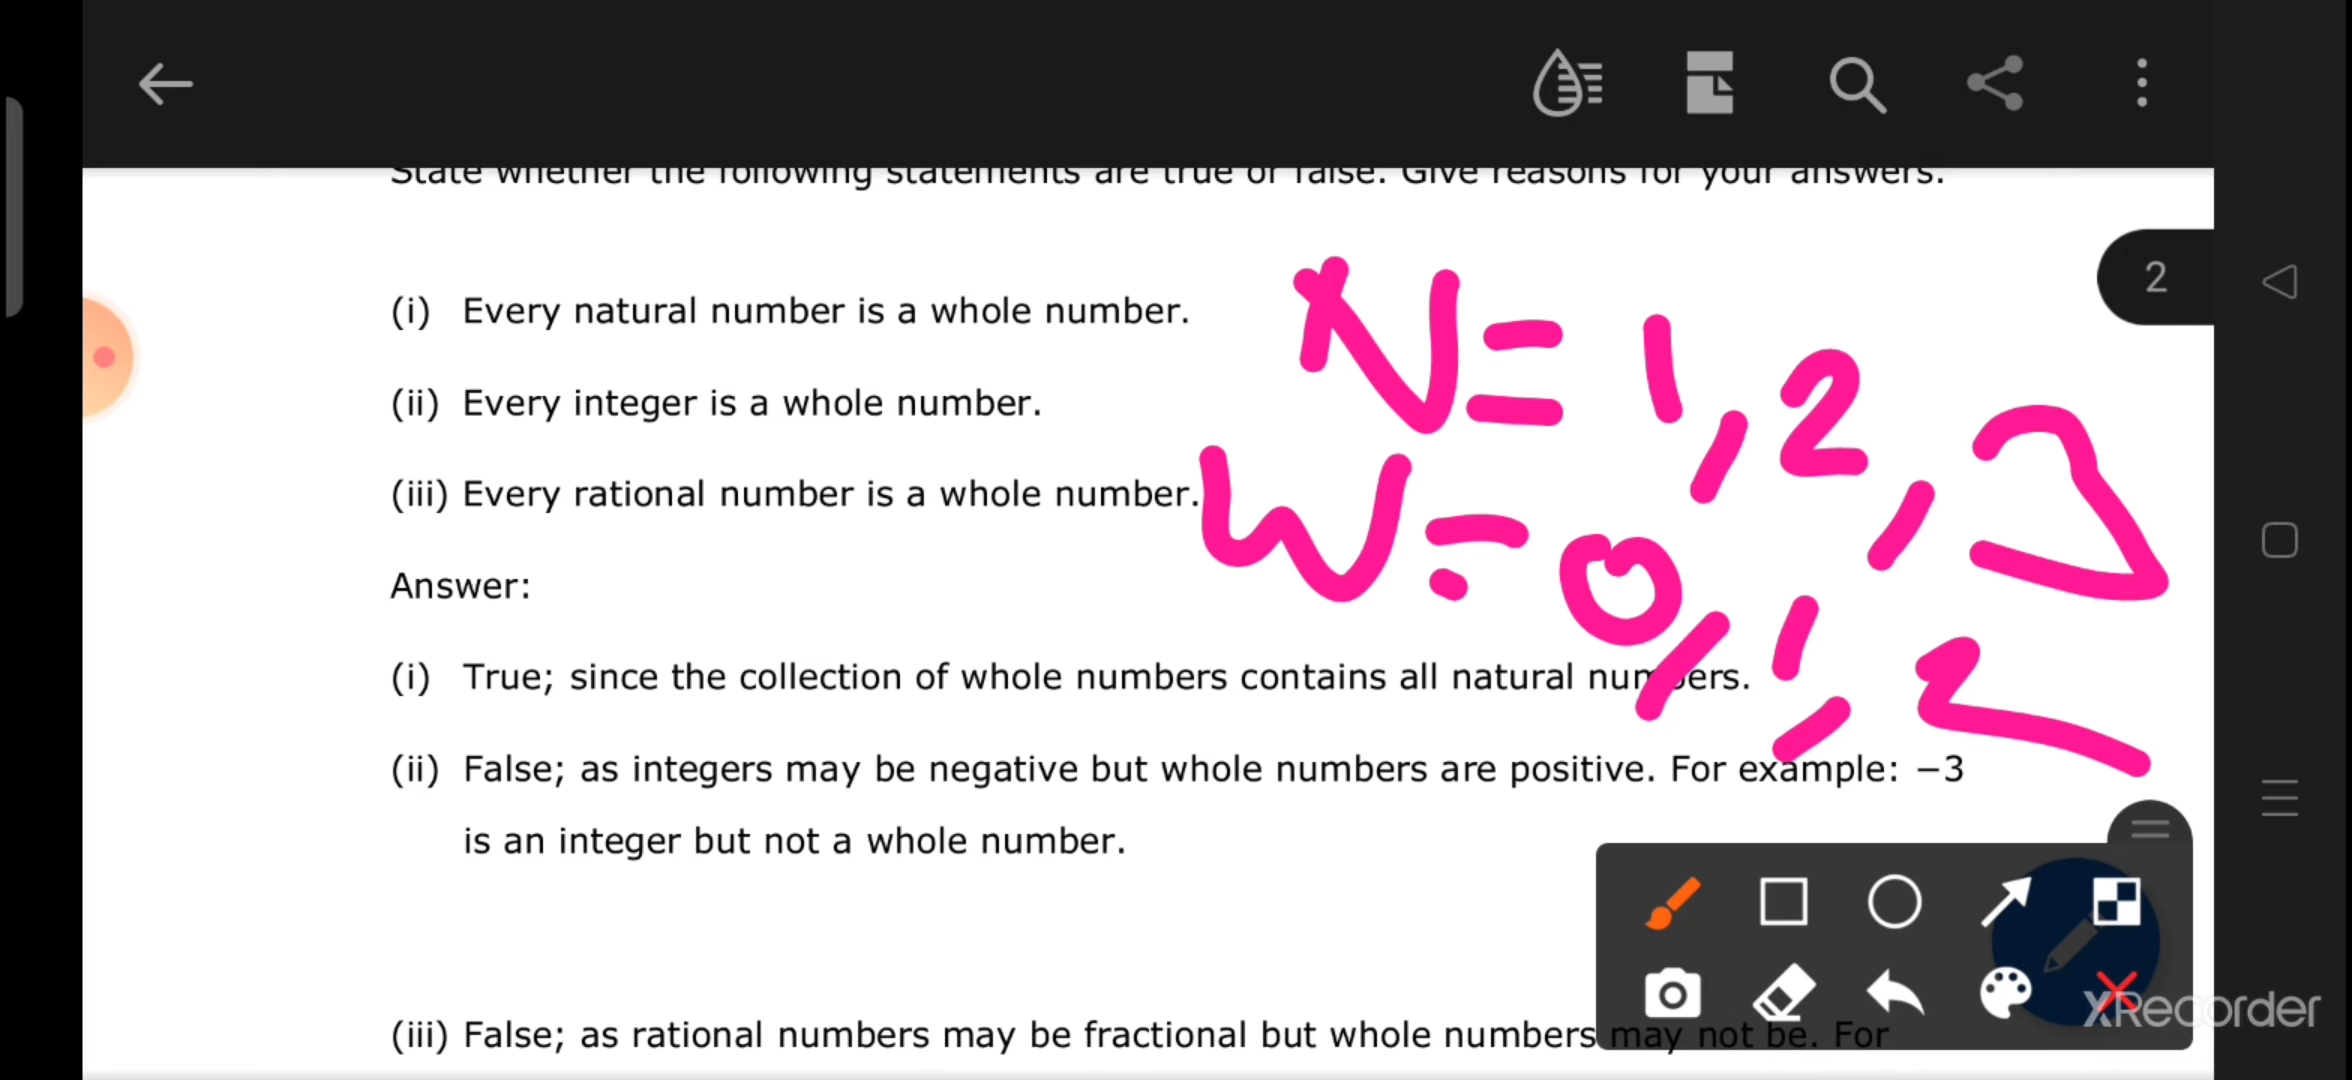 State whether the following statements are true or false. Give reasons for your answers.
2
(i) Every natural number is a whole number.
N = 1, 2, 3
(ii) Every integer is a whole number.
(iii) Every rational number is a whole number.
W = 0, 1, 2
Answer:
(i) True; since the collection of whole numbers contains all natural numbers.
(ii) False; as integers may be negative but whole numbers are positive. For example: −3
is an integer but not a whole number.
(iii) False; as rational numbers may be fractional but whole numbers may not be. For
XRecorder